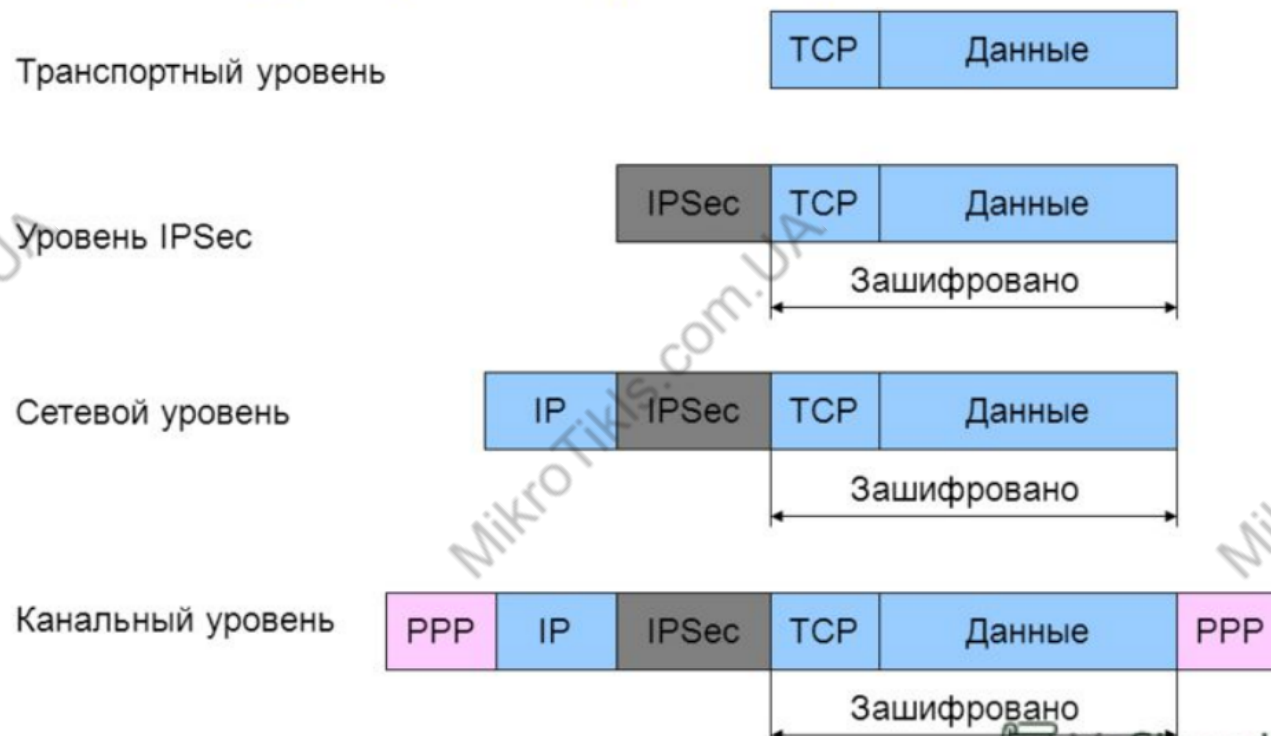 Транспортный уровень
TCP Данные
Уровень IPSec
IPSec TCP Данные
Зашифровано
Сетевой уровень
IP IPSec TCP Данные
Зашифровано
Канальный уровень
PPP IP IPSec TCP Данные PPP
Зашифровано
MikroTikls.com.UA